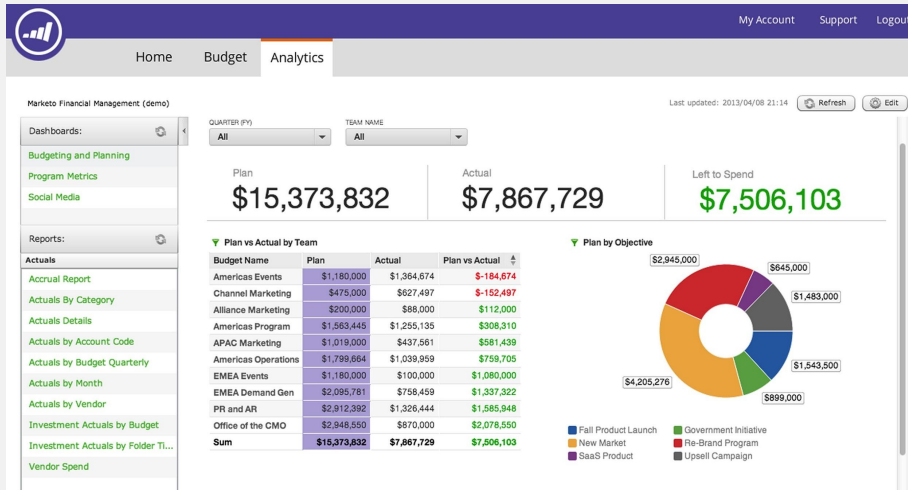 My Account Support Logout
Home Budget Analytics
Marketo Financial Management (demo)
Last updated: 2013/04/08 21:14 Refresh Edit
Dashboards:
Budgeting and Planning
Program Metrics
Social Media
Reports:
Actuals
Accrual Report
Actuals By Category
Actuals Details
Actuals by Account Code
Actuals by Budget Quarterly
Actuals by Month
Actuals by Vendor
Investment Actuals by Budget
Investment Actuals by Folder Ti...
Vendor Spend
QUARTER (FY) TEAM NAME
All All
Plan Actual Left to Spend
$15,373,832 $7,867,729 $7,506,103
Plan vs Actual by Team
Budget Name Plan Actual Plan vs Actual
Americas Events $1,180,000 $1,364,674 $-184,674
Channel Marketing $475,000 $627,497 $-152,497
Alliance Marketing $200,000 $88,000 $112,000
Americas Program $1,563,445 $1,255,135 $308,310
APAC Marketing $1,019,000 $437,561 $581,439
Americas Operations $1,799,664 $1,039,959 $759,705
EMEA Events $1,180,000 $100,000 $1,080,000
EMEA Demand Gen $2,095,781 $758,459 $1,337,322
PR and AR $2,912,392 $1,326,444 $1,585,948
Office of the CMO $2,948,550 $870,000 $2,078,550
Sum $15,373,832 $7,867,729 $7,506,103
Plan by Objective
$2,945,000
$645,000
$1,483,000
$1,543,500
$4,205,276
$899,000
Fall Product Launch Government Initiative
New Market Re-Brand Program
SaaS Product Upsell Campaign